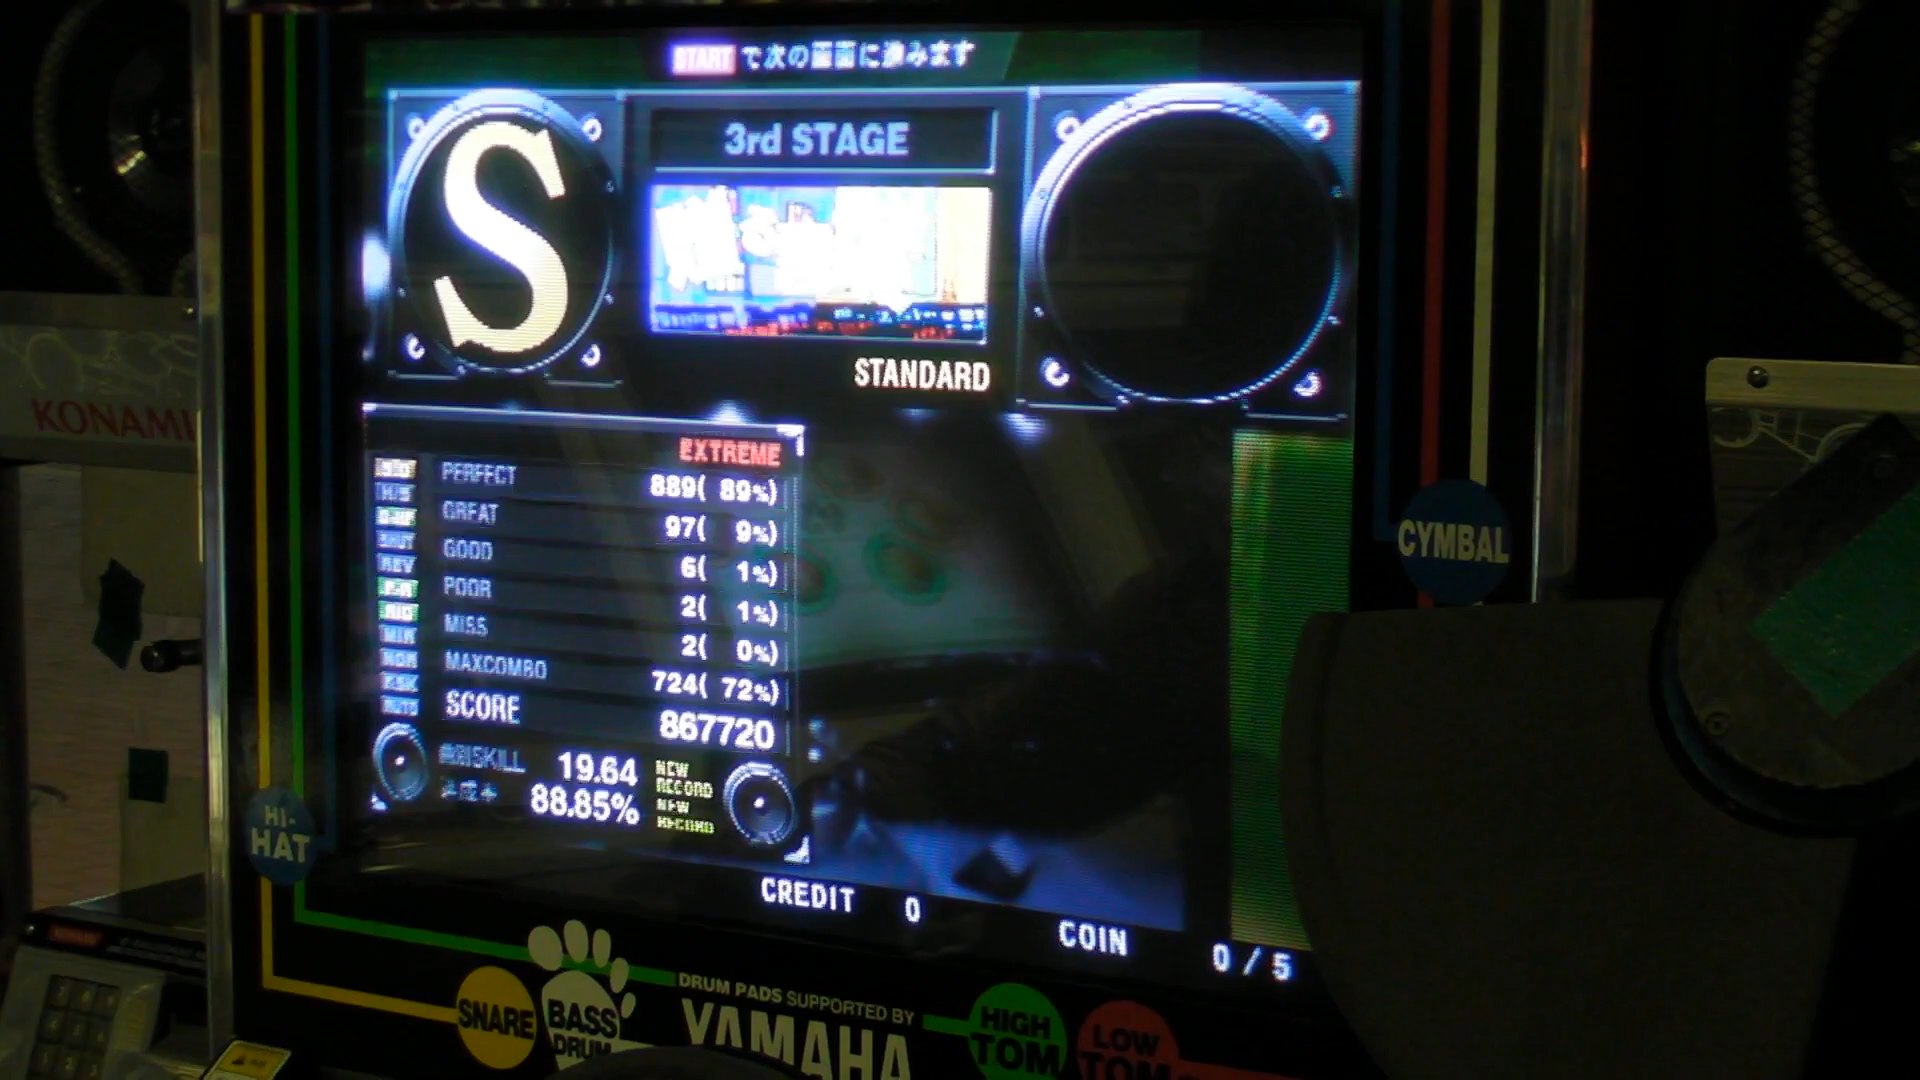 STARTで次の画面に進みます
S
3rd STAGE
STANDARD
KONAMI
EXTREME
PERFECT 889( 89%)
GREAT 97( 9%)
GOOD 6( 1%)
POOR 2( 1%)
MISS 2( 0%)
MAXCOMBO 724( 72%)
SCORE 867720
SKILL 19.64 NEW RECORD
88.85% NEW RECORD
CYMBAL
HI-HAT
CREDIT 0
COIN 0 / 5
SNARE
BASS DRUM
DRUM PADS SUPPORTED BY
YAMAHA
HIGH TOM
LOW TOM